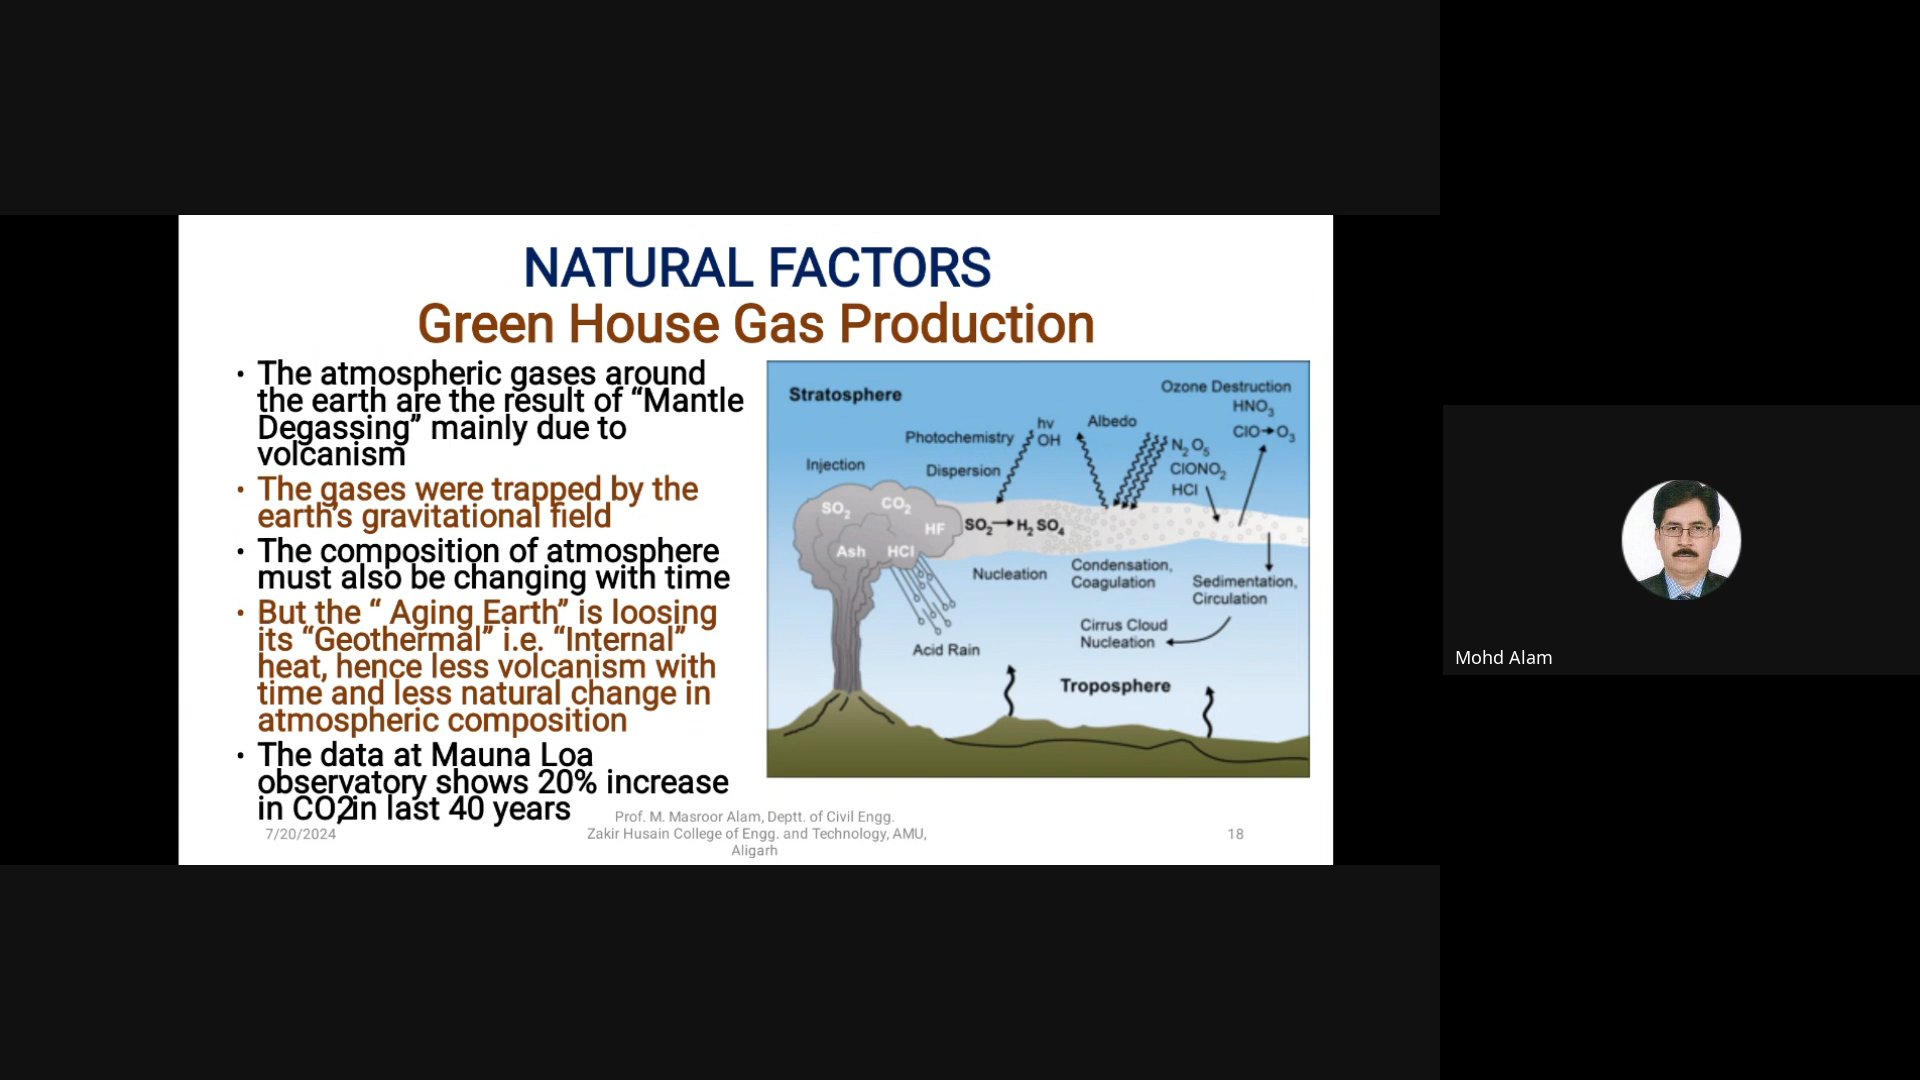 NATURAL FACTORS
Green House Gas Production
• The atmospheric gases around
the earth are the result of “Mantle
Degassing” mainly due to
volcanism
• The gases were trapped by the
earth’s gravitational field
• The composition of atmosphere
must also be changing with time
• But the “ Aging Earth” is loosing
its “Geothermal” i.e. “Internal”
heat, hence less volcanism with
time and less natural change in
atmospheric composition
• The data at Mauna Loa
observatory shows 20% increase
in CO2in last 40 years
Stratosphere
Ozone Destruction
HNO3
ClO→O3
hv
OH
Albedo
Photochemistry
N2O5
ClONO2
HCl
Injection
Dispersion
SO2
CO2
HF
SO2→H2 SO4
Ash
HCl
Nucleation
Condensation,
Coagulation
Sedimentation,
Circulation
Cirrus Cloud
Nucleation
Acid Rain
Troposphere
7/20/2024
Prof. M. Masroor Alam, Deptt. of Civil Engg.
Zakir Husain College of Engg. and Technology, AMU,
Aligarh
18
Mohd Alam